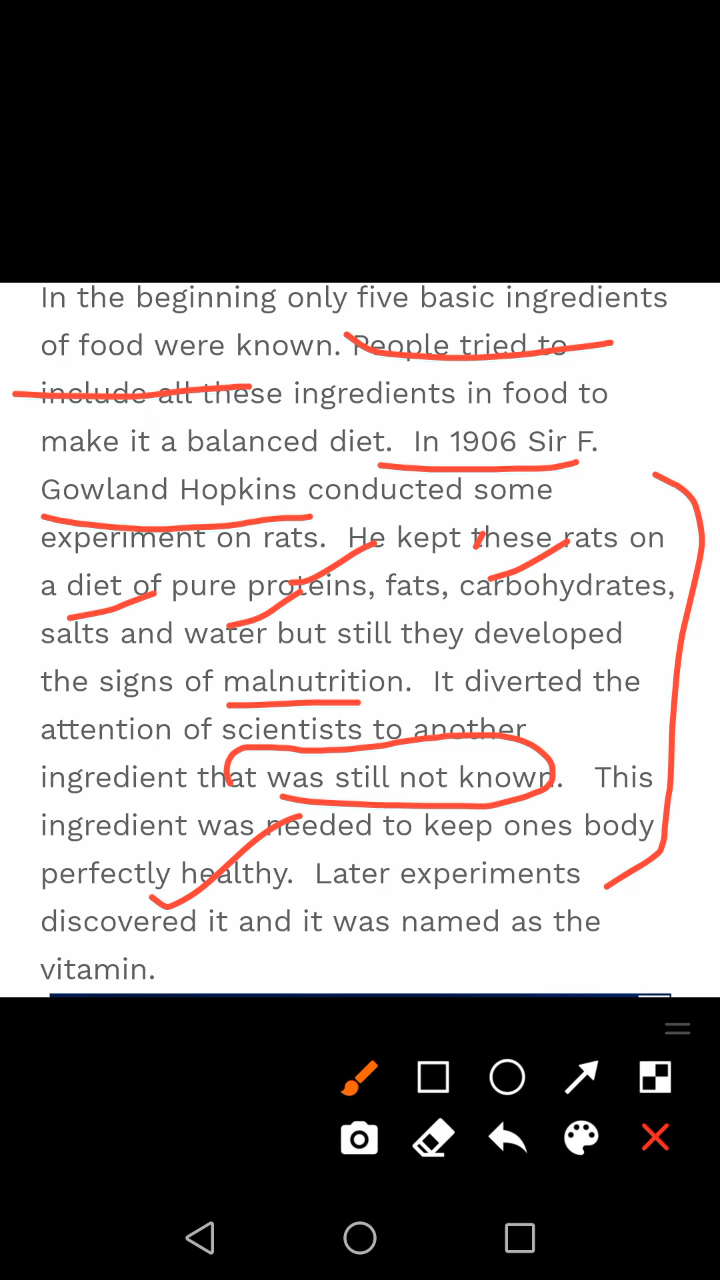 In the beginning only five basic ingredients
of food were known. People tried to
include all these ingredients in food to
make it a balanced diet.  In 1906 Sir F.
Gowland Hopkins conducted some
experiment on rats.  He kept these rats on
a diet of pure proteins, fats, carbohydrates,
salts and water but still they developed
the signs of malnutrition.  It diverted the
attention of scientists to another
ingredient that was still not known.   This
ingredient was needed to keep ones body
perfectly healthy.  Later experiments
discovered it and it was named as the
vitamin.